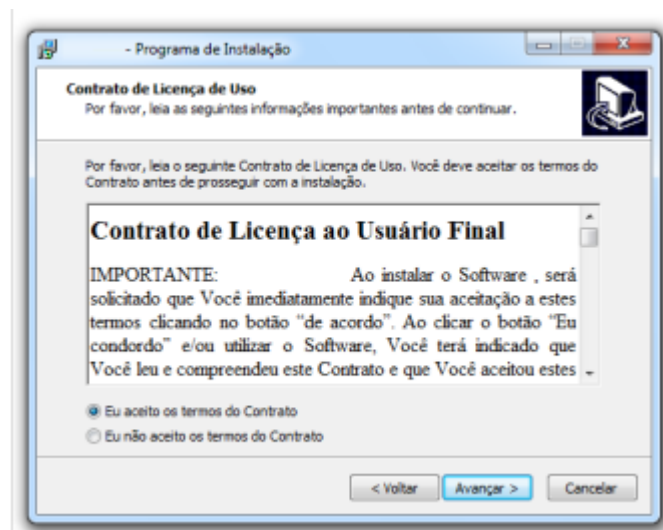 - Programa de Instalação
Contrato de Licença de Uso
Por favor, leia as seguintes informações importantes antes de continuar.
Por favor, leia o seguinte Contrato de Licença de Uso. Você deve aceitar os termos do
Contrato antes de prosseguir com a instalação.
Contrato de Licença ao Usuário Final
IMPORTANTE: Ao instalar o Software , será
solicitado que Você imediatamente indique sua aceitação a estes
termos clicando no botão “de acordo”. Ao clicar o botão “Eu
condordo” e/ou utilizar o Software, Você terá indicado que
Você leu e compreendeu este Contrato e que Você aceitou estes
Eu aceito os termos do Contrato
Eu não aceito os termos do Contrato
< Voltar Avançar > Cancelar